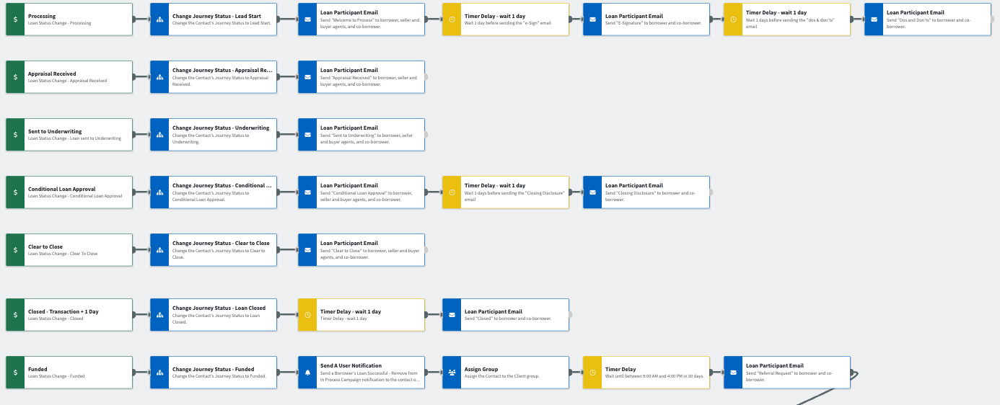 Processing
Loan Status Change - Processing
Change Journey Status - Lead Start
Change the Contact's Journey Status to Lead Start.
Loan Participant Email
Send "Welcome to Process" to borrower, seller and
buyer agents, and co-borrower.
Timer Delay - wait 1 day
Wait 1 day before sending the "e-Sign" email
Loan Participant Email
Send "E-Signature" to borrower and co-borrower.
Timer Delay - wait 1 day
Wait 1 days before sending the "dos & don'ts"
email
Loan Participant Email
Send "Dos and Don'ts" to borrower and co-
borrower.
Appraisal Received
Loan Status Change - Appraisal Received
Change Journey Status - Appraisal Re...
Change the Contact's Journey Status to Appraisal
Received.
Loan Participant Email
Send "Appraisal Received" to borrower, seller and
buyer agents, and co-borrower.
Sent to Underwriting
Loan Status Change - Loan sent to Underwriting
Change Journey Status - Underwriting
Change the Contact's Journey Status to
Underwriting.
Loan Participant Email
Send "Sent to Underwriting" to borrower, seller
and buyer agents, and co-borrower.
Conditional Loan Approval
Loan Status Change - Conditional Loan Approval
Change Journey Status - Conditional ...
Change the Contact's Journey Status to
Conditional Loan Approval.
Loan Participant Email
Send "Conditional Loan Approval" to borrower,
seller and buyer agents, and co-borrower.
Timer Delay - wait 1 day
Wait 1 days before sending the "Closing Disclosure"
email
Loan Participant Email
Send "Closing Disclosure" to borrower and co-
borrower.
Clear to Close
Loan Status Change - Clear To Close
Change Journey Status - Clear to Close
Change the Contact's Journey Status to Clear to
Close.
Loan Participant Email
Send "Clear to Close" to borrower, seller and buyer
agents, and co-borrower.
Closed - Transaction + 1 Day
Loan Status Change - Closed
Change Journey Status - Loan Closed
Change the Contact's Journey Status to Loan
Closed.
Timer Delay - wait 1 day
Timer Delay - wait 1 day
Loan Participant Email
Send "Closed" to borrower and co-borrower.
Funded
Loan Status Change - Funded
Change Journey Status - Funded
Change the Contact's Journey Status to Funded.
Send A User Notification
Send a Borrower's Loan Successful - Remove from
In Process Campaign notification to the contact o...
Assign Group
Assign the Contact to the Client group.
Timer Delay
Wait until between 9:00 AM and 4:00 PM in 30 days.
Loan Participant Email
Send "Referral Request" to borrower and co-
borrower.